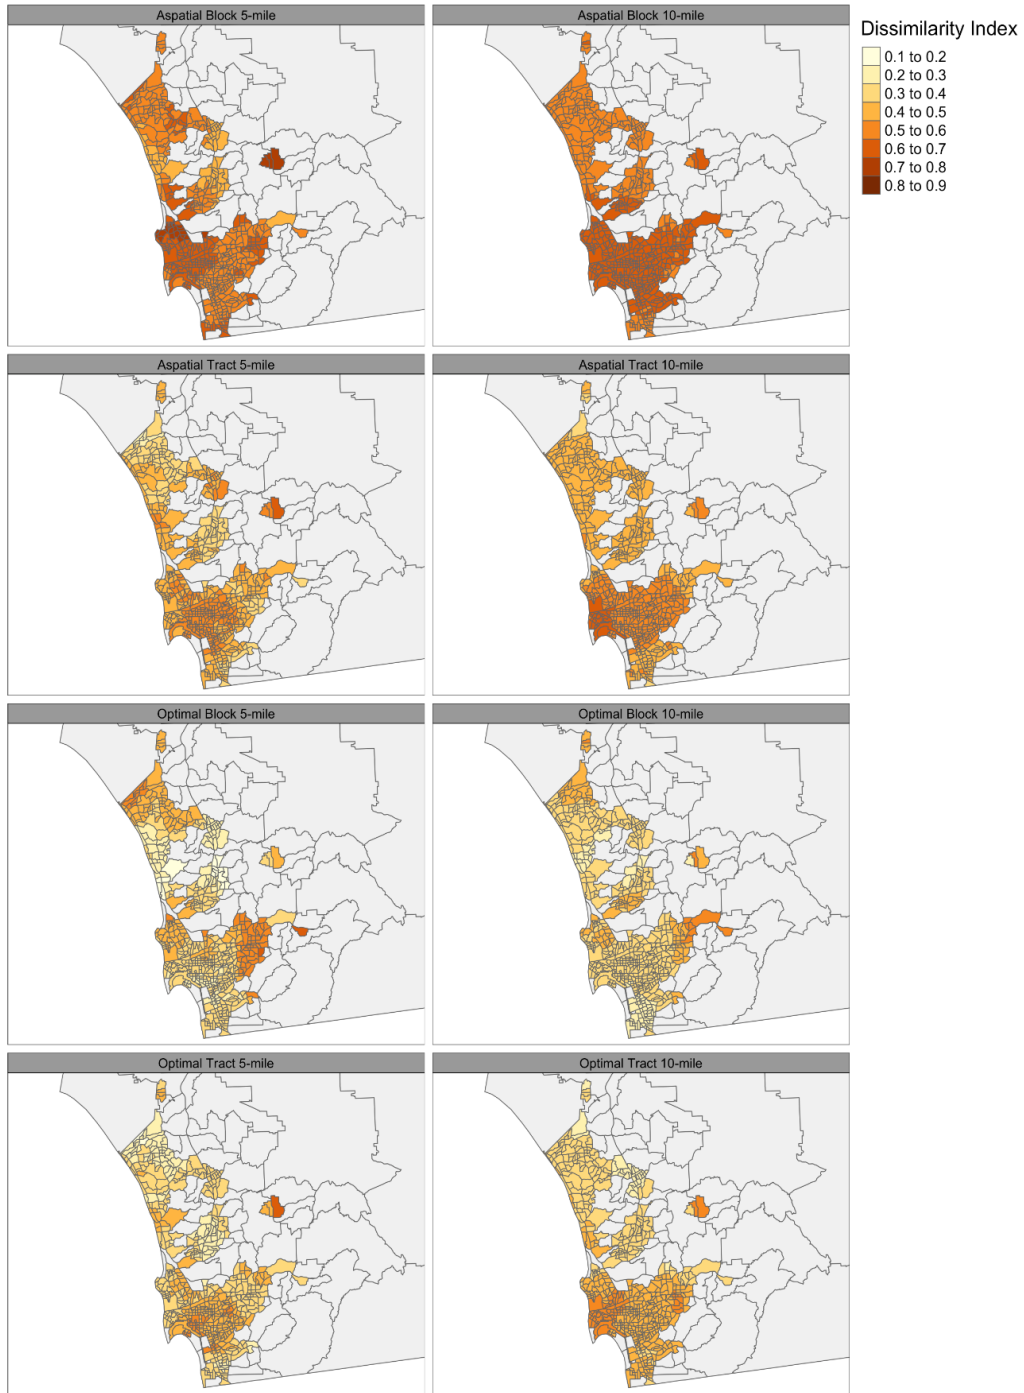 Aspatial Block 5-mile
Aspatial Block 10-mile
Dissimilarity Index
0.1 to 0.2
0.2 to 0.3
0.3 to 0.4
0.4 to 0.5
0.5 to 0.6
0.6 to 0.7
0.7 to 0.8
0.8 to 0.9
Aspatial Tract 5-mile
Aspatial Tract 10-mile
Optimal Block 5-mile
Optimal Block 10-mile
Optimal Tract 5-mile
Optimal Tract 10-mile